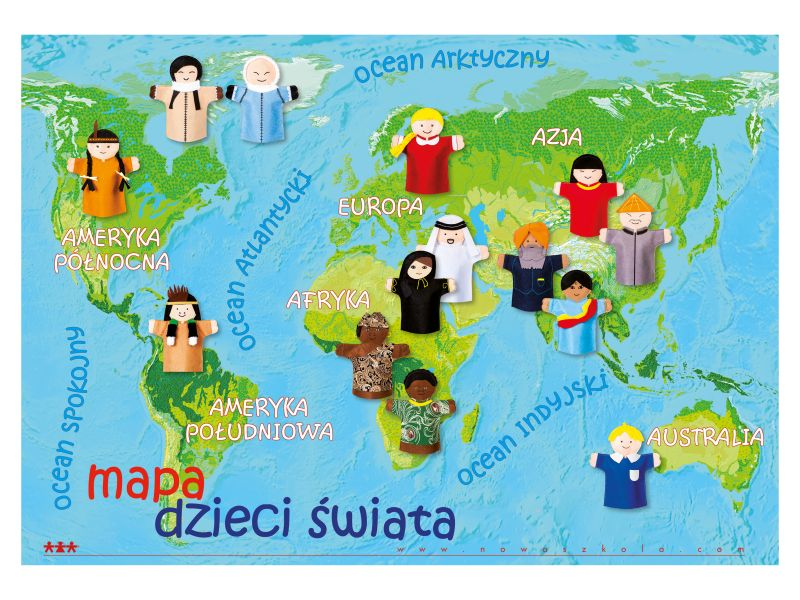 Ocean Arktyczny
AZJA
EUROPA
Ocean Atlantycki
AMERYKA
PÓŁNOCNA
AFRYKA
Ocean Spokojny
AMERYKA
POŁUDNIOWA
Ocean Indyjski
AUSTRALIA
mapa
dzieci świata
www.nowaszkola.com